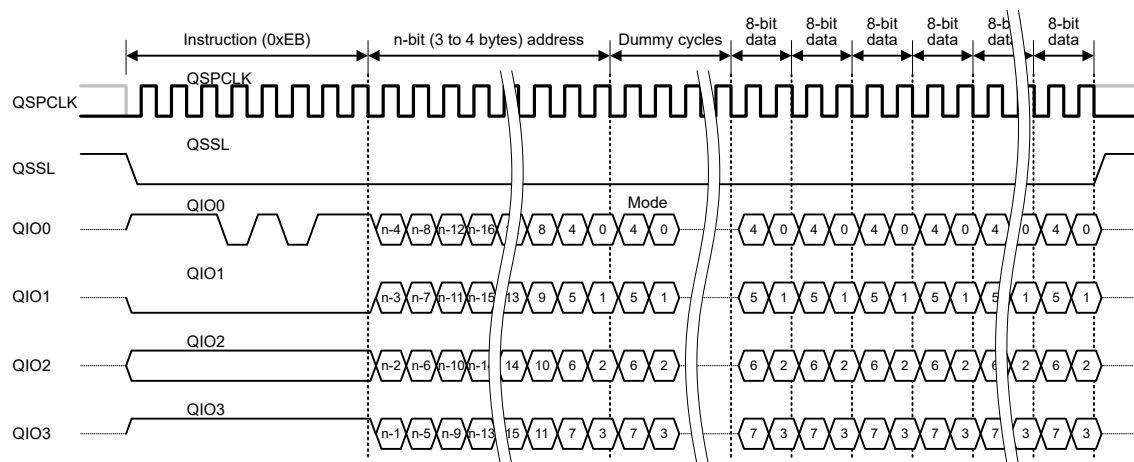 8-bit data 8-bit data 8-bit data 8-bit data 8-b data 8-bit data
Instruction (0xEB) n-bit (3 to 4 bytes) address Dummy cycles
QSPCLK
QSPCLK
QSSL
QSSL
QIO0
Mode
QIO0 n-4 n-8 n-12 n-16 8 4 0 4 0 4 0 4 0 4 0 4 0 4 0 4 0
QIO1
QIO1 n-3 n-7 n-11 n-15 13 9 5 1 5 1 5 1 5 1 5 1 5 1 5 1 5 1
QIO2
QIO2 n-2 n-6 n-10 14 10 6 2 6 2 6 2 6 2 6 2 6 2 6 2 6 2
QIO3
QIO3 n-1 n-5 n-9 n-13 15 11 7 3 7 3 7 3 7 3 7 3 7 3 7 3 7 3